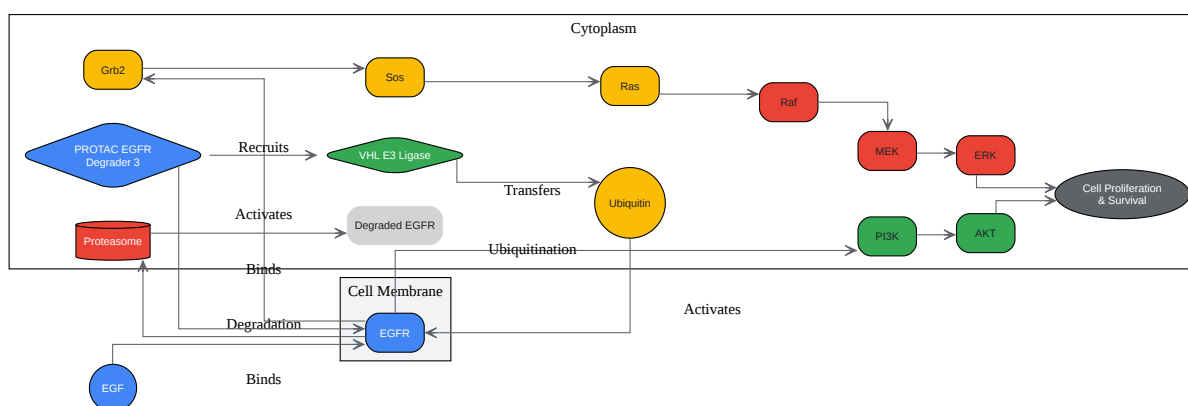 Cytoplasm
Grb2
Sos
Ras
Raf
MEK
ERK
PROTAC EGFR
Degrader 3
Recruits
VHL E3 Ligase
Transfers
Ubiquitin
Cell Proliferation
& Survival
Proteasome
Activates
Degraded EGFR
Ubiquitination
PI3K
AKT
Binds
Cell Membrane
Degradation
EGFR
Activates
EGF
Binds